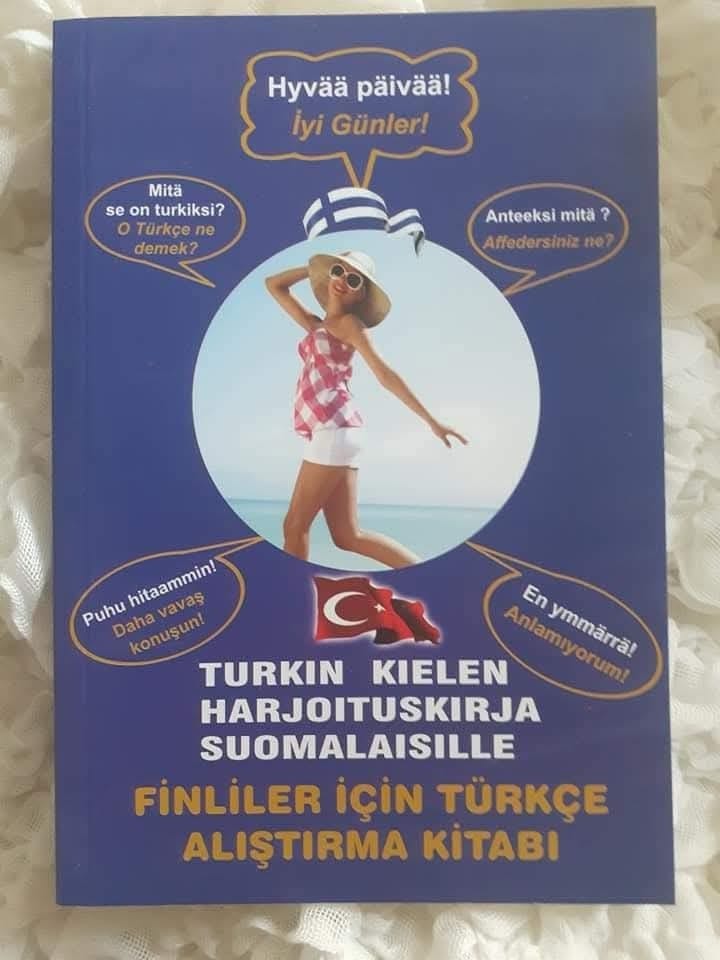 Hyvää päivää!
İyi Günler!
Mitä
se on turkiksi?
O Türkçe ne
demek?
Anteeksi mitä ?
Affedersiniz ne?
Puhu hitaammin!
Daha vavaş
konuşun!
En ymmärrä!
Anlamıyorum!
TURKIN KIELEN
HARJOITUSKIRJA
SUOMALAISILLE
FİNLİLER İÇİN TÜRKÇE
ALIŞTIRMA KİTABI